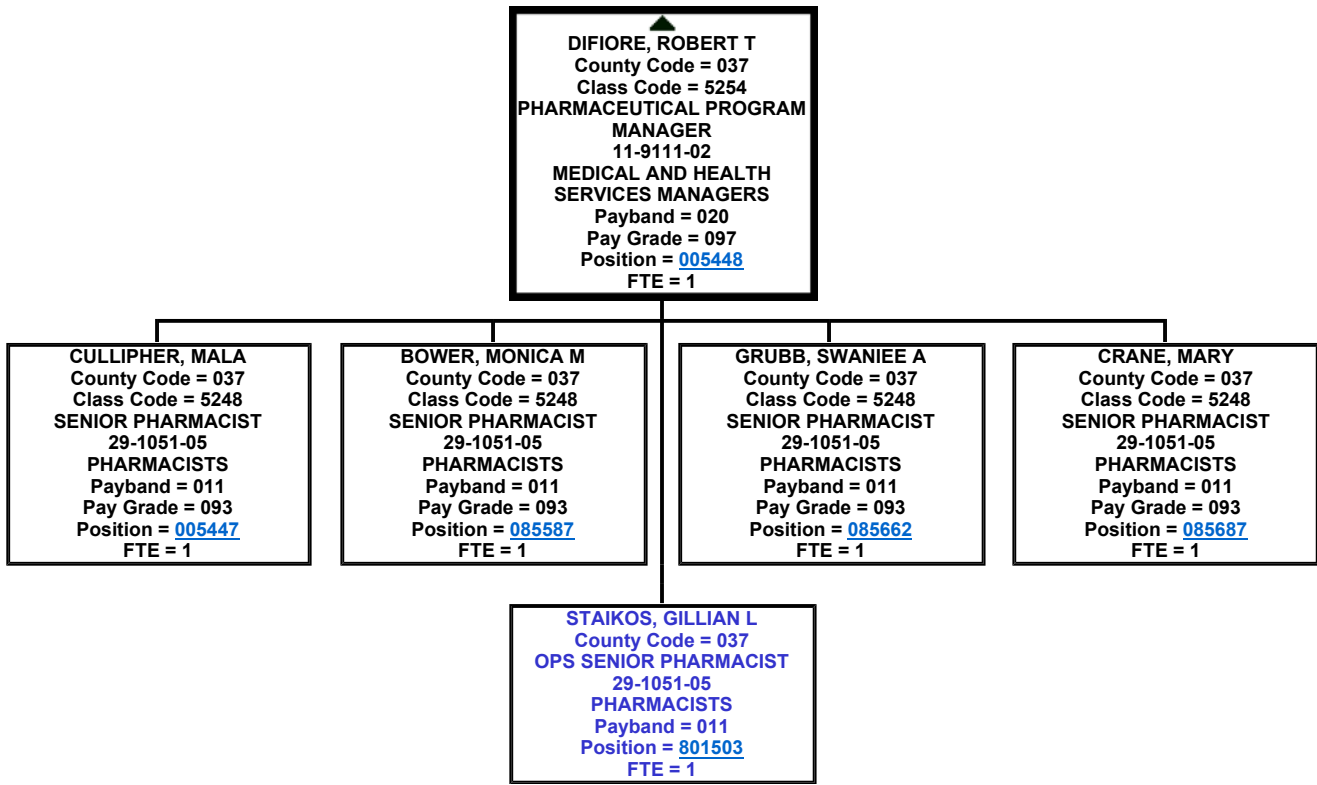 DIFIORE, ROBERT T
County Code = 037
Class Code = 5254
PHARMACEUTICAL PROGRAM
MANAGER
11-9111-02
MEDICAL AND HEALTH
SERVICES MANAGERS
Payband = 020
Pay Grade = 097
Position = 005448
FTE = 1
CULLIPHER, MALA
County Code = 037
Class Code = 5248
SENIOR PHARMACIST
29-1051-05
PHARMACISTS
Payband = 011
Pay Grade = 093
Position = 005447
FTE = 1
BOWER, MONICA M
County Code = 037
Class Code = 5248
SENIOR PHARMACIST
29-1051-05
PHARMACISTS
Payband = 011
Pay Grade = 093
Position = 085587
FTE = 1
GRUBB, SWANIEE A
County Code = 037
Class Code = 5248
SENIOR PHARMACIST
29-1051-05
PHARMACISTS
Payband = 011
Pay Grade = 093
Position = 085662
FTE = 1
CRANE, MARY
County Code = 037
Class Code = 5248
SENIOR PHARMACIST
29-1051-05
PHARMACISTS
Payband = 011
Pay Grade = 093
Position = 085687
FTE = 1
STAIKOS, GILLIAN L
County Code = 037
OPS SENIOR PHARMACIST
29-1051-05
PHARMACISTS
Payband = 011
Position = 801503
FTE = 1